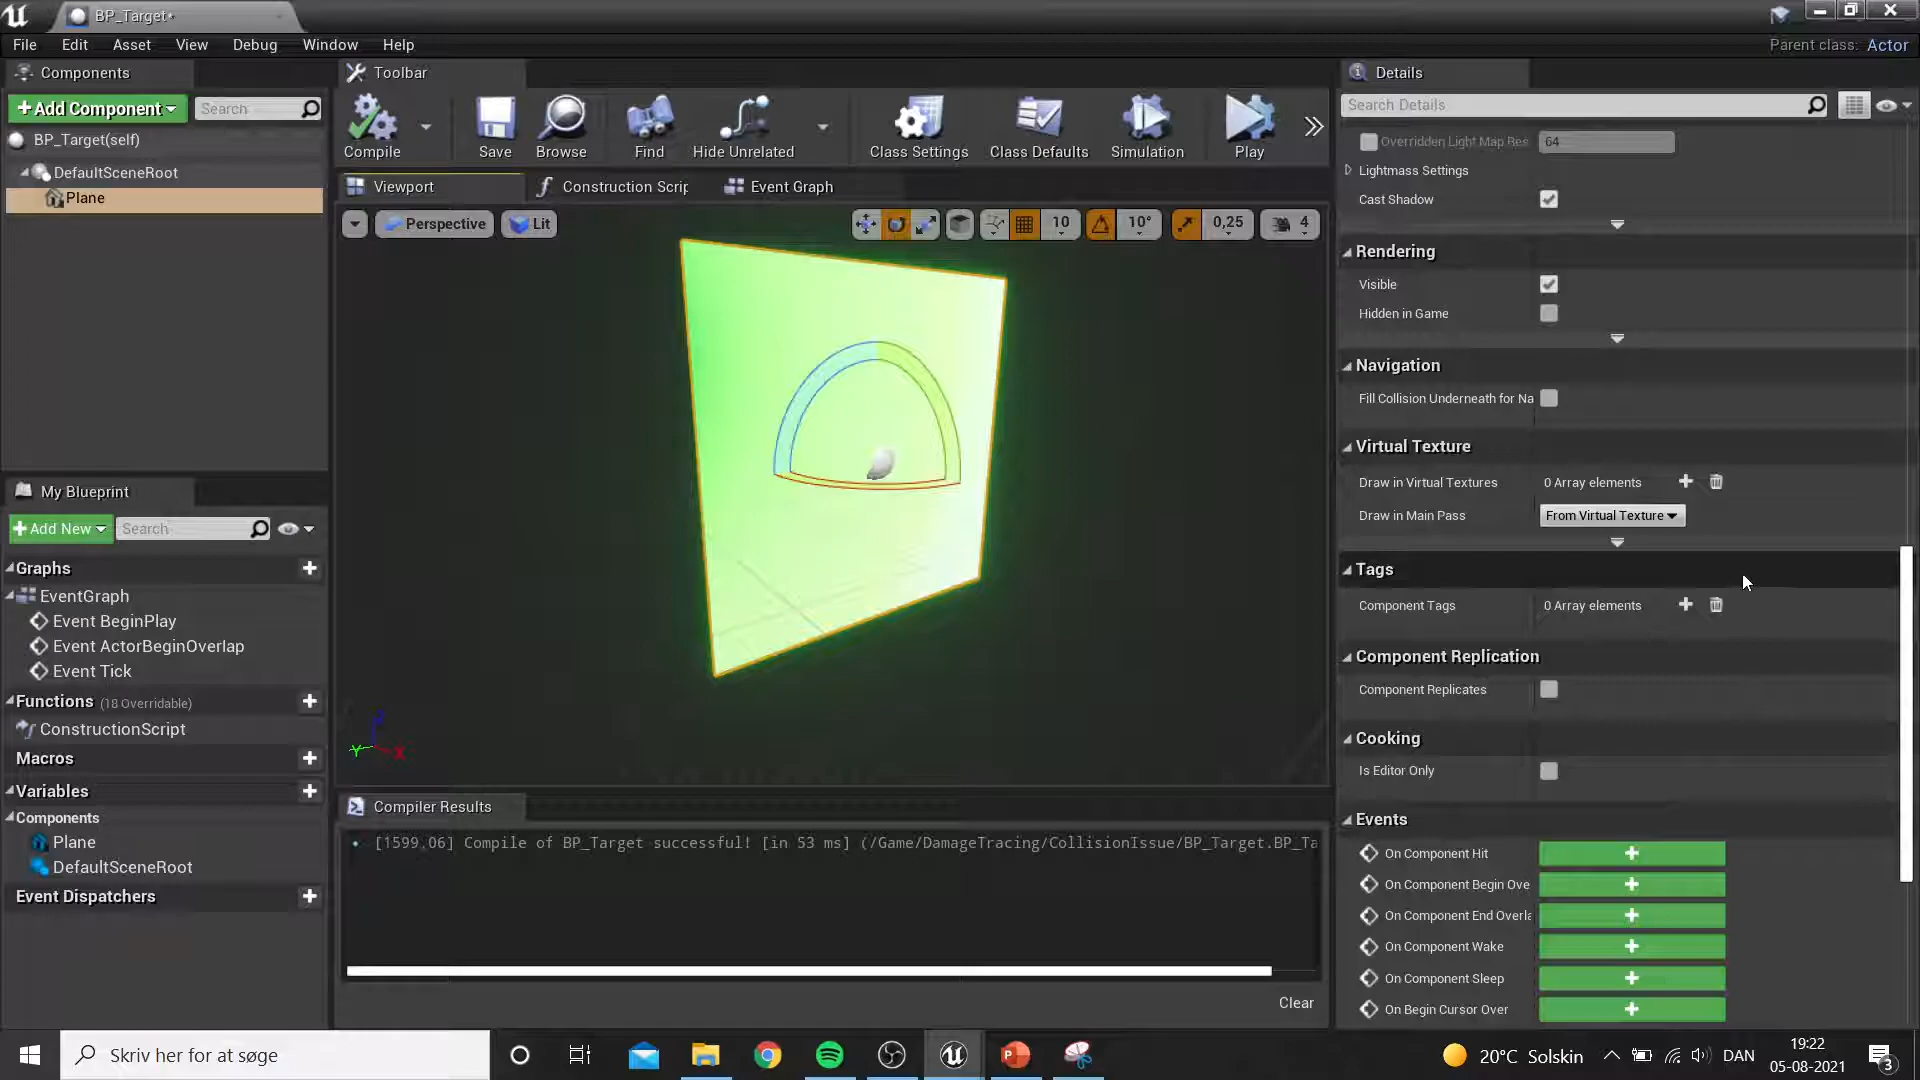 BP_Target*
File Edit Asset View Debug Window Help
Parent class: Actor
Components
+Add Component
Search
BP_Target(self)
DefaultSceneRoot
Plane
Toolbar
Compile
Save
Browse
Find
Hide Unrelated
Class Settings
Class Defaults
Simulation
Play
Viewport
Construction Scrip
Event Graph
Perspective
Lit
10
10°
0,25
4
X
Compiler Results
[1599,06] Compile of BP_Target successful! [in 53 ms] (/Game/DamageTracing/CollisionIssue/BP_Target.BP_Ta
Clear
My Blueprint
+Add New
Search
Graphs
EventGraph
Event BeginPlay
Event ActorBeginOverlap
Event Tick
Functions (18 Overridable)
ConstructionScript
Macros
Variables
Components
Plane
DefaultSceneRoot
Event Dispatchers
Details
Search Details
Overridden Light Map Res 64
Lightmass Settings
Cast Shadow
Rendering
Visible
Hidden in Game
Navigation
Fill Collision Underneath for Na
Virtual Texture
Draw in Virtual Textures 0 Array elements
Draw in Main Pass From Virtual Texture
Tags
Component Tags 0 Array elements
Component Replication
Component Replicates
Cooking
Is Editor Only
Events
On Component Hit
On Component Begin Ove
On Component End Overla
On Component Wake
On Component Sleep
On Begin Cursor Over
Skriv her for at søge
20°C Solskin
DAN
19:22
05-08-2021
3